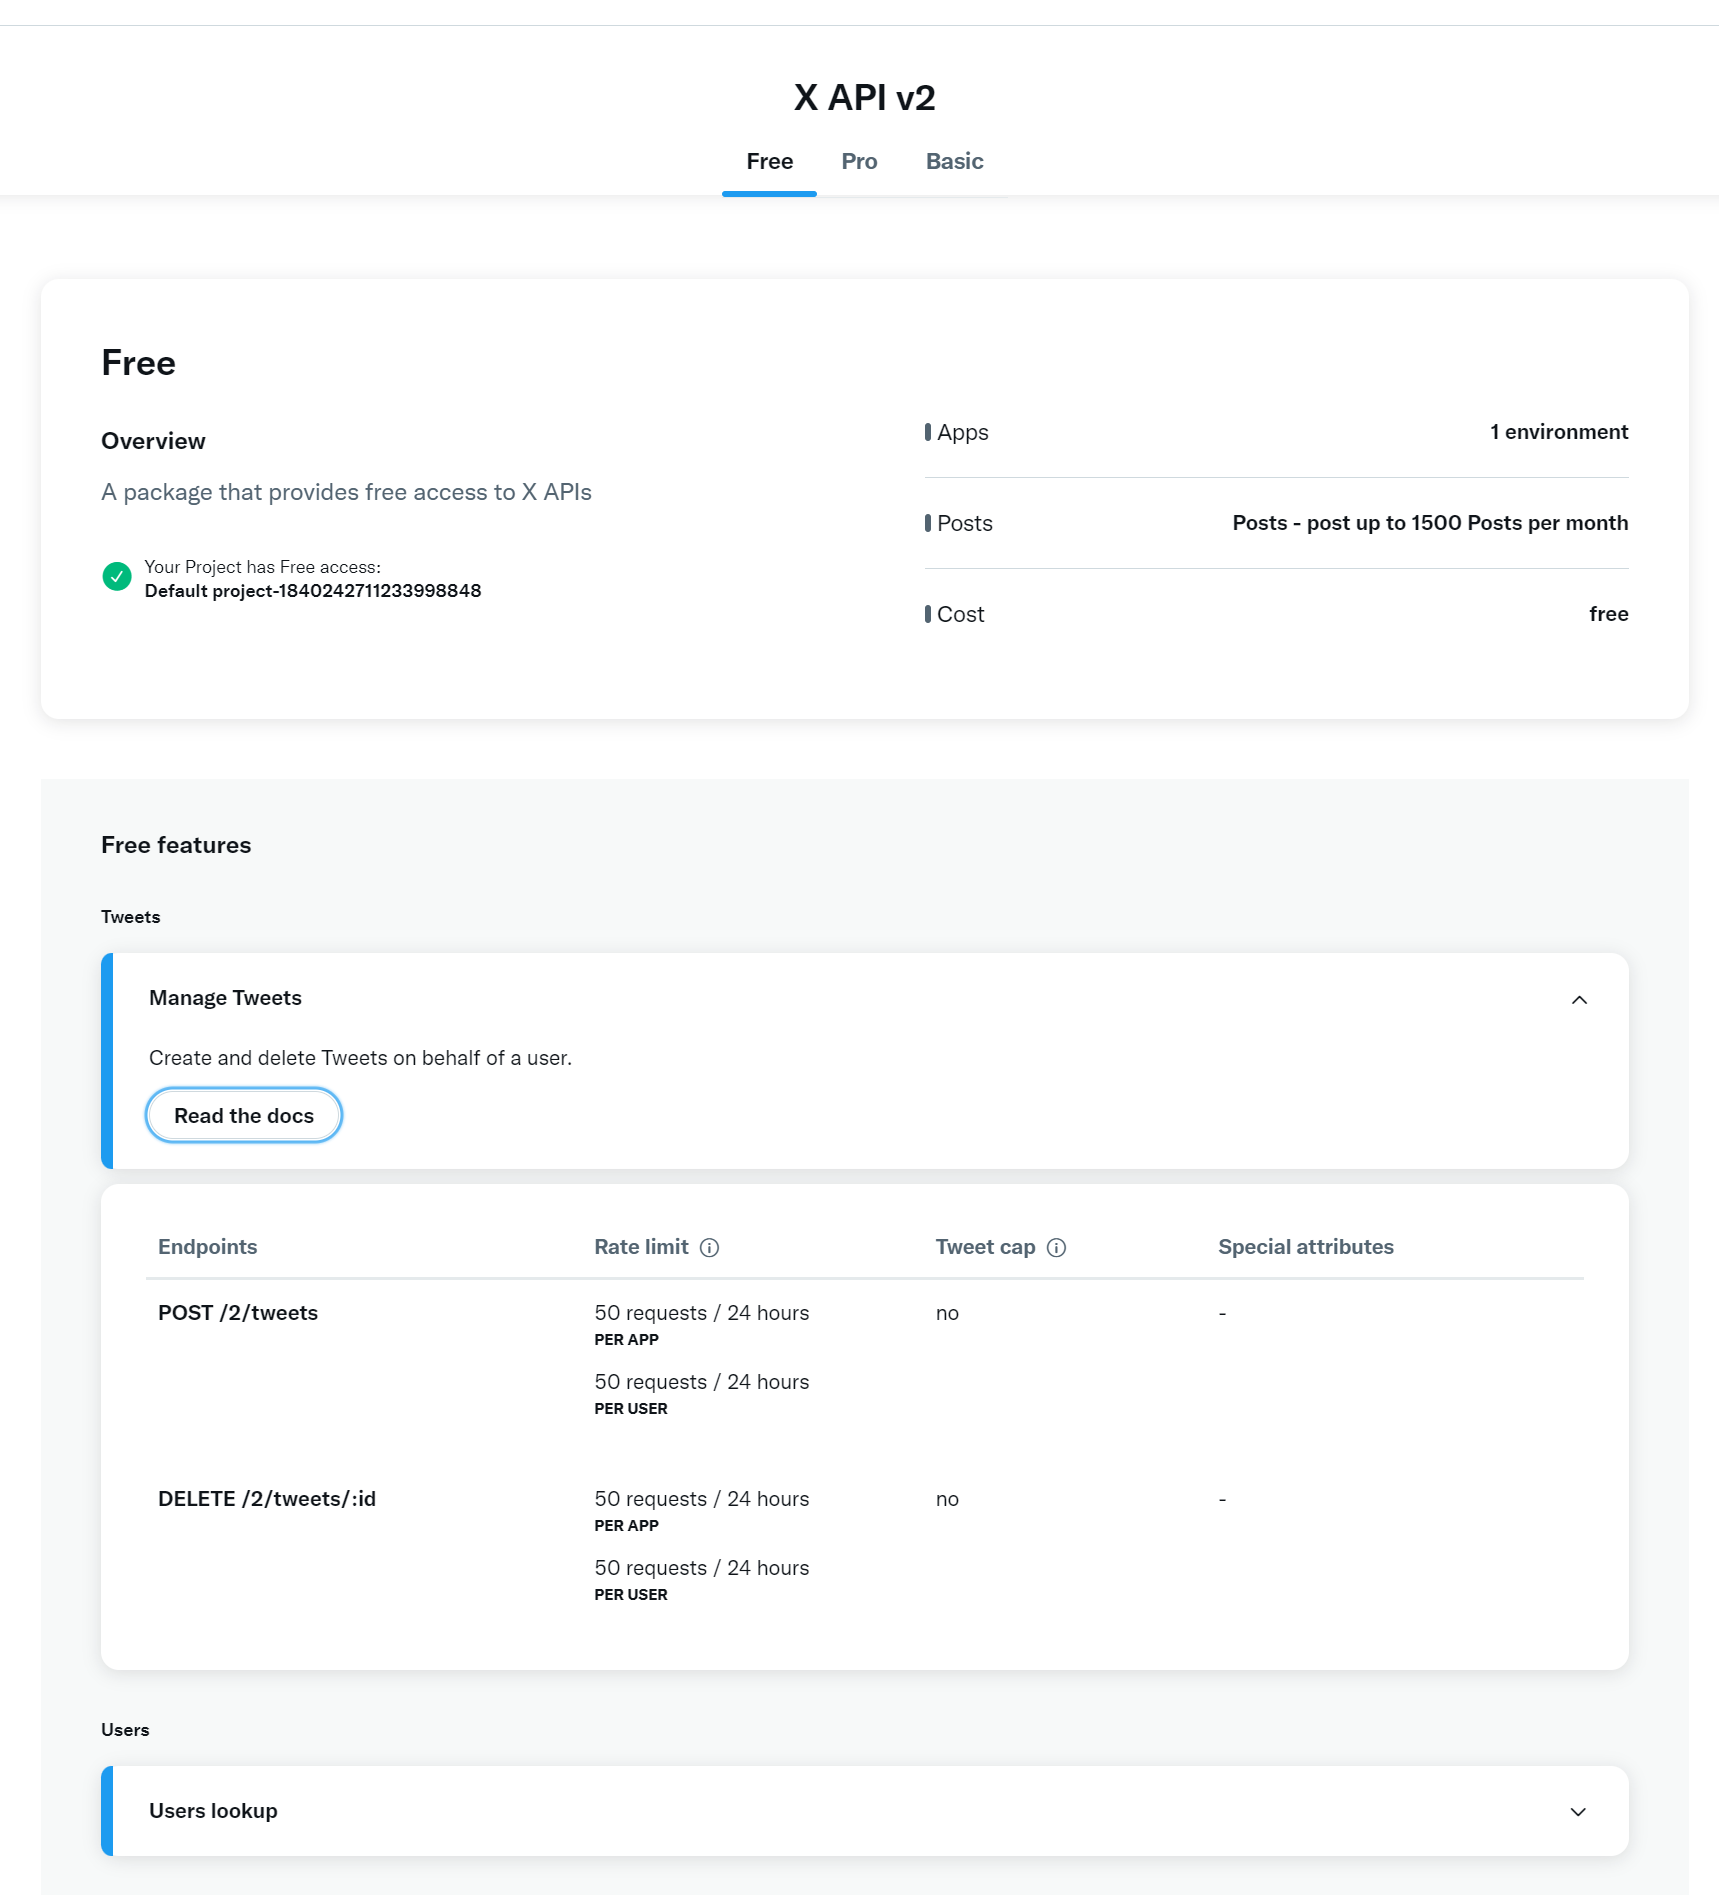 X API v2
Free Pro Basic
Free
Overview
A package that provides free access to X APIs
Your Project has Free access:
Default project-1840242711233998848
Apps 1 environment
Posts Posts - post up to 1500 Posts per month
Cost free
Free features
Tweets
Manage Tweets
Create and delete Tweets on behalf of a user.
Read the docs
Endpoints Rate limit Tweet cap Special attributes
POST /2/tweets 50 requests / 24 hours no -
PER APP
50 requests / 24 hours
PER USER
DELETE /2/tweets/:id 50 requests / 24 hours no -
PER APP
50 requests / 24 hours
PER USER
Users
Users lookup